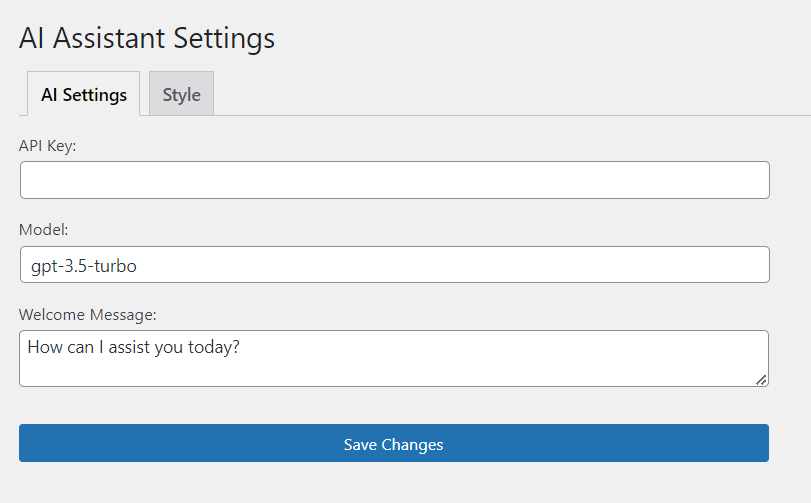 AI Assistant Settings
AI Settings Style
API Key:
Model:
gpt-3.5-turbo
Welcome Message:
How can I assist you today?
Save Changes